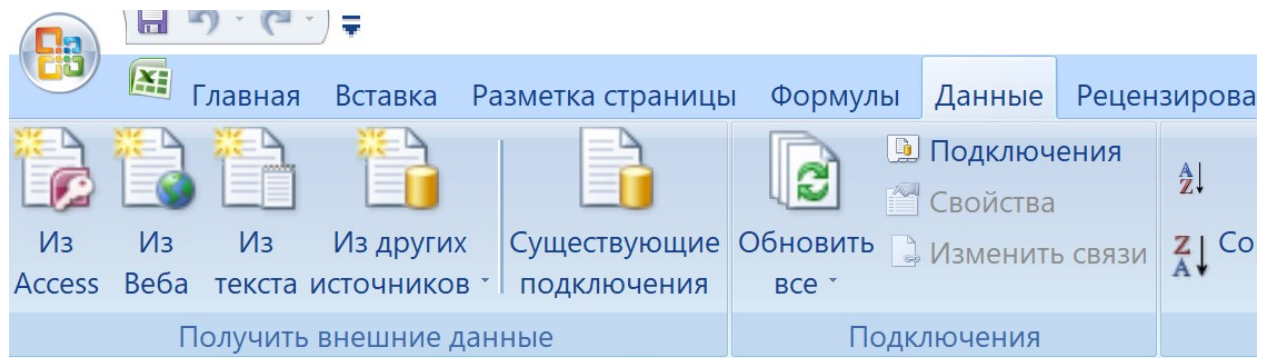 Главная Вставка Разметка страницы Формулы Данные Рецензирова
Из Access
Из Веба
Из текста
Из других источников
Существующие подключения
Обновить все
Подключения
Свойства
Изменить связи
А
Z
Z
А
Со
Получить внешние данные
Подключения